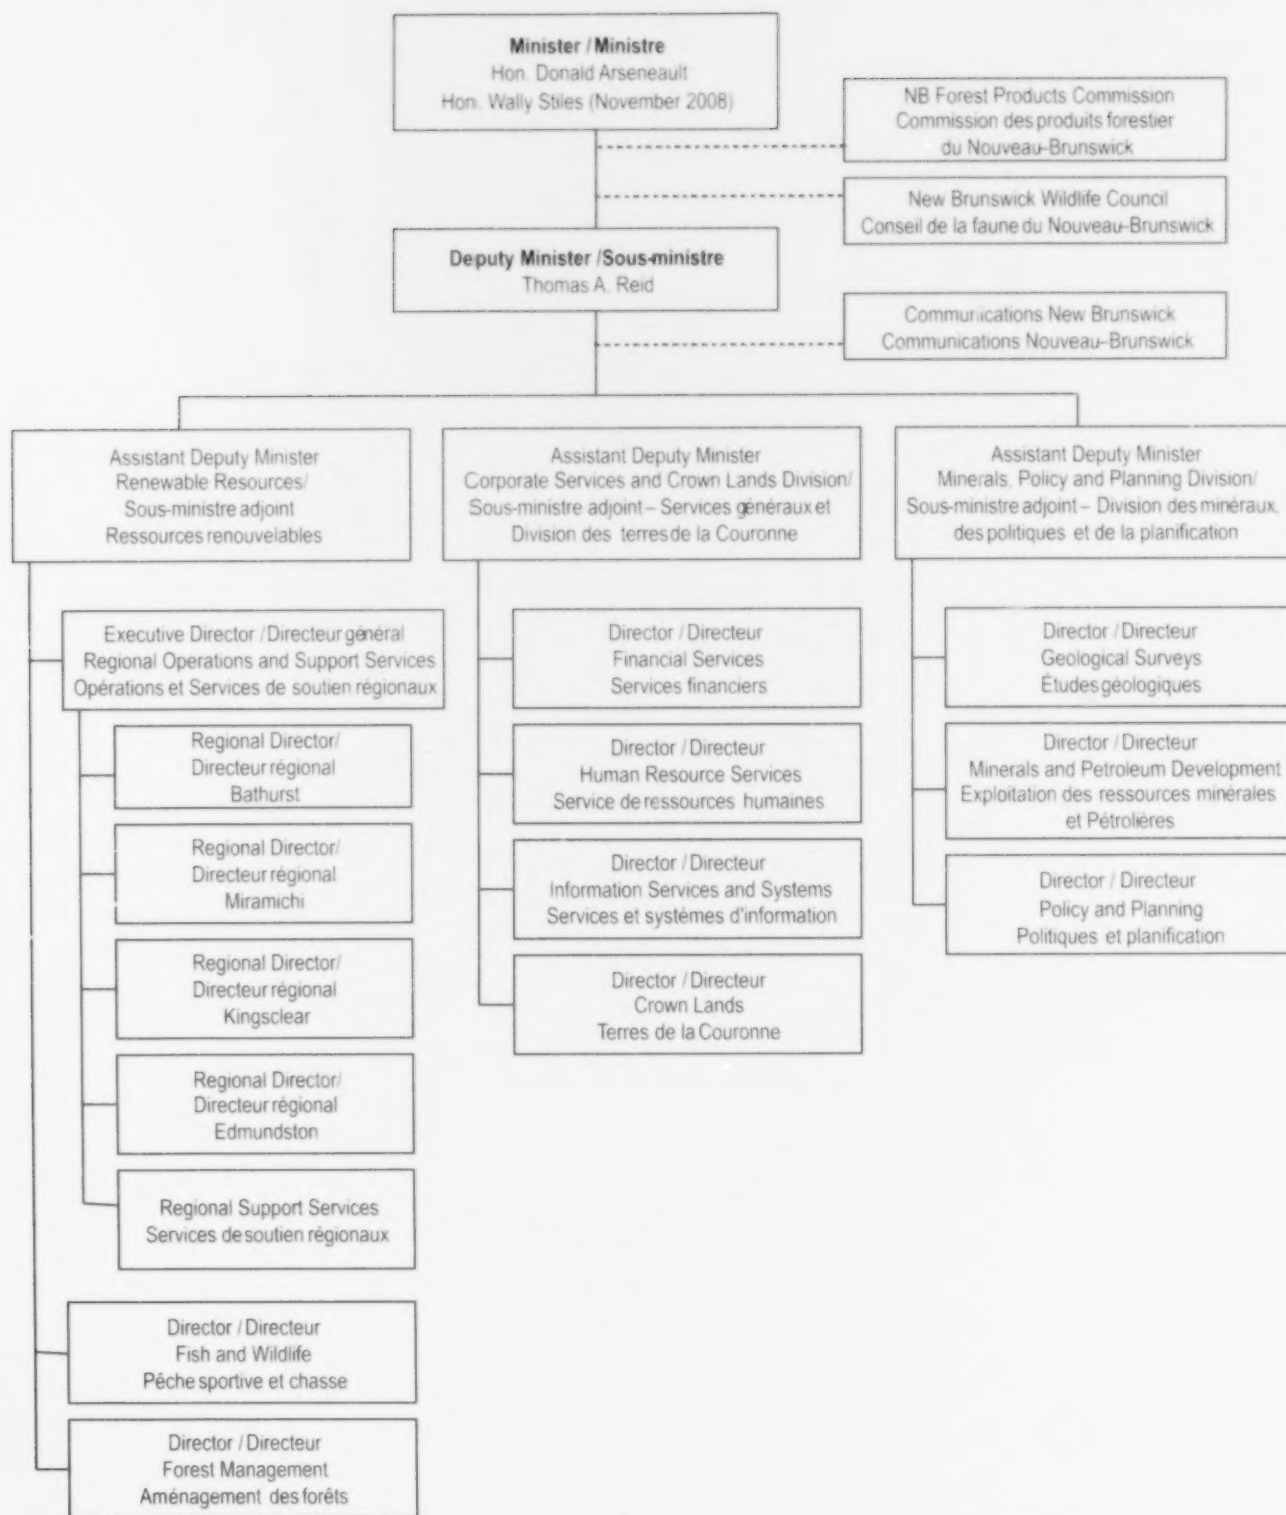 Minister / Ministre
Hon. Donald Arseneault
Hon. Wally Stiles (November 2008)
NB Forest Products Commission
Commission des produits forestier
du Nouveau-Brunswick
New Brunswick Wildlife Council
Conseil de la faune du Nouveau-Brunswick
Deputy Minister /Sous-ministre
Thomas A. Reid
Communications New Brunswick
Communications Nouveau-Brunswick
Assistant Deputy Minister
Renewable Resources/
Sous-ministre adjoint
Ressources renouvelables
Assistant Deputy Minister
Corporate Services and Crown Lands Division/
Sous-ministre adjoint – Services généraux et
Division des terres de la Couronne
Assistant Deputy Minister
Minerals, Policy and Planning Division/
Sous-ministre adjoint – Division des minéraux,
des politiques et de la planification
Executive Director / Directeur général
Regional Operations and Support Services
Opérations et Services de soutien régionaux
Regional Director/
Directeur régional
Bathurst
Regional Director/
Directeur régional
Miramichi
Regional Director/
Directeur régional
Kingsclear
Regional Director/
Directeur régional
Edmundston
Regional Support Services
Services de soutien régionaux
Director / Directeur
Fish and Wildlife
Pêche sportive et chasse
Director / Directeur
Forest Management
Aménagement des forêts
Director / Directeur
Financial Services
Services financiers
Director / Directeur
Human Resource Services
Service de ressources humaines
Director / Directeur
Information Services and Systems
Services et systèmes d'information
Director / Directeur
Crown Lands
Terres de la Couronne
Director / Directeur
Geological Surveys
Études géologiques
Director / Directeur
Minerals and Petroleum Development
Exploitation des ressources minérales
et Pétrolières
Director / Directeur
Policy and Planning
Politiques et planification